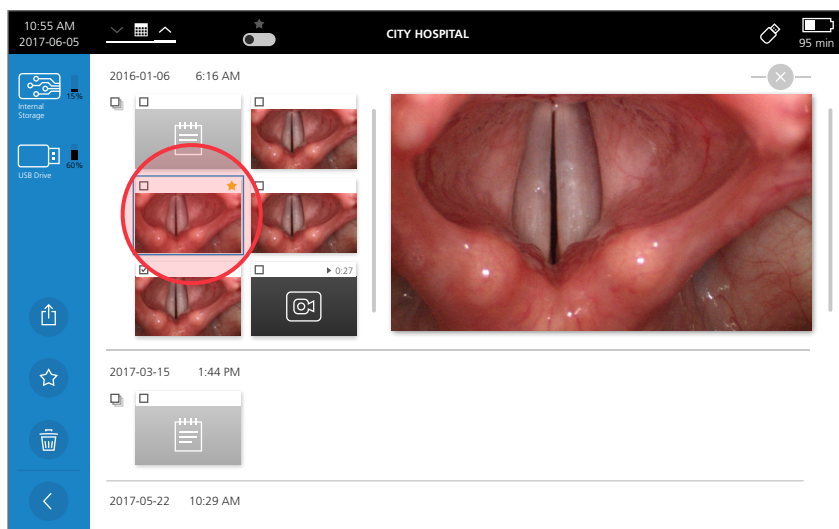 10:55 AM
2017-06-05
CITY HOSPITAL
95 min
Internal
Storage
15%
USB Drive
60%
2016-01-06 6:16 AM
0:27
2017-03-15 1:44 PM
2017-05-22 10:29 AM